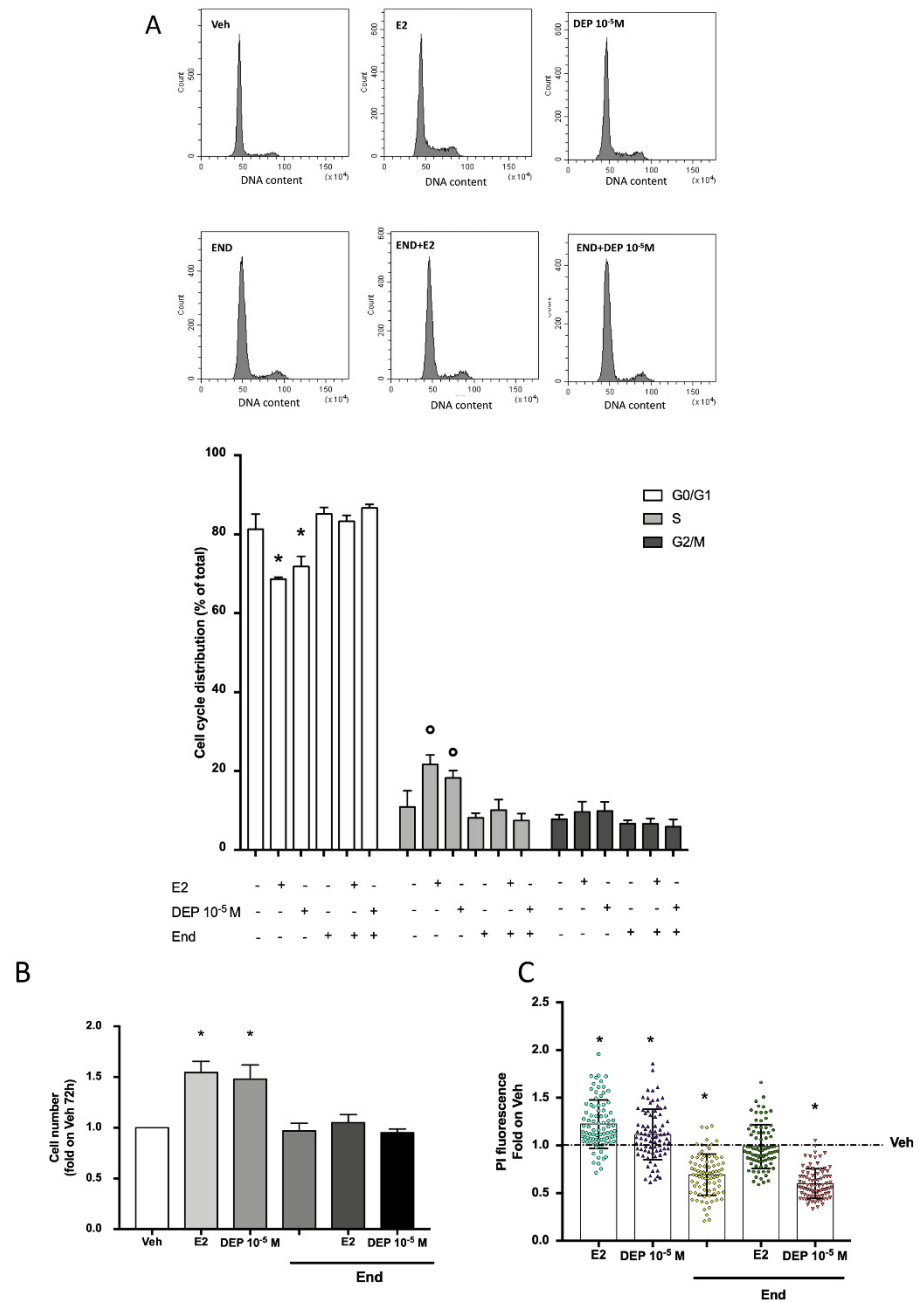 A
Veh
E2
DEP 10⁻⁵M
500
0
Count
0 50 100 150
DNA content (x 10⁴)
600
400
200
0
Count
0 50 100 150
DNA content (x 10⁴)
600
400
200
0
Count
0 50 100 150
DNA content (x 10⁴)
END
END+E2
END+DEP 10⁻⁵M
400
200
0
Count
0 50 100 150
DNA content (x 10⁴)
600
400
200
0
Count
0 50 100 150
DNA content (x 10⁴)
400
200
0
Count
0 50 100 150
DNA content (x 10⁴)
Cell cycle distribution (% of total)
100
80
60
40
20
0
* *
G0/G1
S
G2/M
E2 - + - - + - - + - - + - - + - - + -
DEP 10⁻⁵ M - - + - - + - - + - - + - - + - - +
End - - - + + + - - - + + + - - - + + +
B
Cell number
(fold on Veh 72h)
2.0
1.5
1.0
0.5
0.0
* *
Veh E2 DEP 10⁻⁵ M E2 DEP 10⁻⁵ M
End
C
PI fluorescence
Fold on Veh
2.5
2.0
1.5
1.0
0.5
0.0
* * * *
Veh
E2 DEP 10⁻⁵ M - E2 DEP 10⁻⁵ M
End